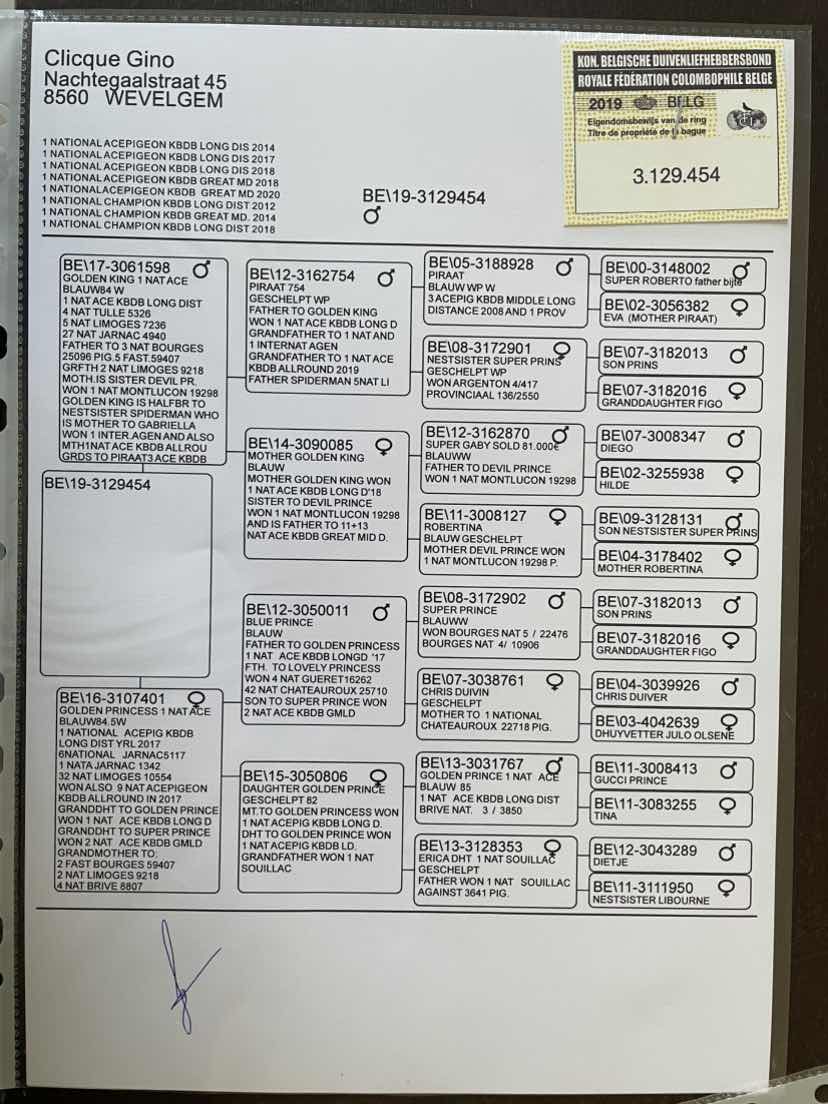 Clicque Gino
Nachtegaalstraat 45
8560 WEVELGEM
KON. BELGISCHE DUIVENLIEFHEBBERSBOND
ROYALE FÉDÉRATION COLOMBOPHILE BELGE
2019 BELG
Eigendomsbewijs van de ring
Titre de propriété de la bague
3.129.454
1 NATIONAL ACEPIGEON KBDB LONG DIS 2014
1 NATIONAL ACEPIGEON KBDB LONG DIS 2017
1 NATIONAL ACEPIGEON KBDB LONG DIS 2018
1 NATIONAL ACEPIGEON KBDB GREAT MD 2018
1 NATIONALACEPIGEON KBDB GREAT MD 2020
1 NATIONAL CHAMPION KBDB LONG DIST 2012
1 NATIONAL CHAMPION KBDB GREAT MD. 2014
1 NATIONAL CHAMPION KBDB LONG DIST 2018
BE\19-3129454 ♂
BE\17-3061598 ♂
GOLDEN KING 1 NAT ACE
BLAUW84 W
1 NAT ACE KBDB LONG DIST
4 NAT TULLE 5326
5 NAT LIMOGES 7236
27 NAT JARNAC 4940
FATHER TO 3 NAT BOURGES
25096 PIG.5 FAST.59407
GRFTH 2 NAT LIMOGES 9218
MOTH.IS SISTER DEVIL PR.
WON 1 NAT MONTLUCON 19298
GOLDEN KING IS HALFBR TO
NESTSISTER SPIDERMAN WHO
IS MOTHER TO GABRIELLA
WON 1 INTER AGEN AND ALSO
MTH1NAT ACE KBDB ALLROU
GRDS TO PIRAAT3 ACE KBDB
BE\19-3129454
BE\16-3107401 ♀
GOLDEN PRINCESS 1 NAT ACE
BLAUW84.5W
1 NATIONAL ACEPIG KBDB
LONG DIST YRL 2017
6NATIONAL JARNAC5117
1 NATA JARNAC 1342
32 NAT LIMOGES 10554
WON ALSO 9 NAT ACEPIGEON
KBDB ALLROUND IN 2017
GRANDDHT TO GOLDEN PRINCE
WON 1 NAT ACE KBDB LONG D
GRANDDHT TO SUPER PRINCE
WON 2 NAT ACE KBDB GMLD
GRANDMOTHER TO:
2 FAST BOURGES 59407
2 NAT LIMOGES 9218
4 NAT BRIVE 8807
BE\12-3162754 ♂
PIRAAT 754
GESCHELPT WP
FATHER TO GOLDEN KING
WON 1 NAT ACE KBDB LONG D
GRANDFATHER TO 1 NAT AND
1 INTERNAT AGEN
GRANDFATHER TO 1 NAT ACE
KBDB ALLROUND 2019
FATHER SPIDERMAN 5NAT LI
BE\14-3090085 ♀
MOTHER GOLDEN KING
BLAUW
MOTHER GOLDEN KING WON
1 NAT ACE KBDB LONG D'18
SISTER TO DEVIL PRINCE
WON 1 NAT MONTLUCON 19298
AND IS FATHER TO 11+13
NAT ACE KBDB GREAT MID D.
BE\12-3050011 ♂
BLUE PRINCE
BLAUW
FATHER TO GOLDEN PRINCESS
1 NAT ACE KBDB LONGD '17
FTH. TO LOVELY PRINCESS
WON 4 NAT GUERET16262
42 NAT CHATEAUROUX 25710
SON TO SUPER PRINCE WON
2 NAT ACE KBDB GMLD
BE\15-3050806 ♀
DAUGHTER GOLDEN PRINCE
GESCHELPT 82
MT.TO GOLDEN PRINCESS WON
1 NAT ACEPIG KBDB LONG D.
DHT TO GOLDEN PRINCE WON
1 NAT ACEPIG KBDB LD.
GRANDFATHER WON 1 NAT
SOUILLAC
BE\05-3188928 ♂
PIRAAT
BLAUW WP W
3 ACEPIG KBDB MIDDLE LONG
DISTANCE 2008 AND 1 PROV
BE\08-3172901 ♀
NESTSISTER SUPER PRINS
GESCHELPT WP
WON ARGENTON 4/417
PROVINCIAAL 136/2550
BE\12-3162870 ♂
SUPER GABY SOLD 81.000€
BLAUWW
FATHER TO DEVIL PRINCE
WON 1 NAT MONTLUCON 19298
BE\11-3008127 ♀
ROBERTINA
BLAUW GESCHELPT
MOTHER DEVIL PRINCE WON
1 NAT MONTLUCON 19298 P.
BE\08-3172902 ♂
SUPER PRINCE
BLAUWW
WON BOURGES NAT 5 / 22476
BOURGES NAT 4/ 10906
BE\07-3038761 ♀
CHRIS DUIVIN
GESCHELPT
MOTHER TO 1 NATIONAL
CHATEAUROUX 22718 PIG.
BE\13-3031767 ♂
GOLDEN PRINCE 1 NAT ACE
BLAUW 85
1 NAT ACE KBDB LONG DIST
BRIVE NAT. 3 / 3850
BE\13-3128353 ♀
ERICA DHT 1 NAT SOUILLAC
GESCHELPT
FATHER WON 1 NAT SOUILLAC
AGAINST 3641 PIG.
BE\00-3148002 ♂
SUPER ROBERTO father bijte
BE\02-3056382 ♀
EVA (MOTHER PIRAAT)
BE\07-3182013 ♂
SON PRINS
BE\07-3182016 ♀
GRANDDAUGHTER FIGO
BE\07-3008347 ♂
DIEGO
BE\02-3255938 ♀
HILDE
BE\09-3128131 ♂
SON NESTSISTER SUPER PRINS
BE\04-3178402 ♀
MOTHER ROBERTINA
BE\07-3182013 ♂
SON PRINS
BE\07-3182016 ♀
GRANDDAUGHTER FIGO
BE\04-3039926 ♂
CHRIS DUIVER
BE\03-4042639 ♀
DHUYVETTER JULO OLSENE
BE\11-3008413 ♂
GUCCI PRINCE
BE\11-3083255 ♀
TINA
BE\12-3043289 ♂
DIETJE
BE\11-3111950 ♀
NESTSISTER LIBOURNE